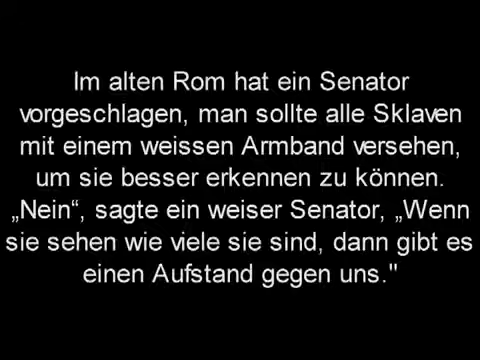 Im alten Rom hat ein Senator
vorgeschlagen, man sollte alle Sklaven
mit einem weissen Armband versehen,
um sie besser erkennen zu können.
„Nein“, sagte ein weiser Senator, „Wenn
sie sehen wie viele sie sind, dann gibt es
einen Aufstand gegen uns."